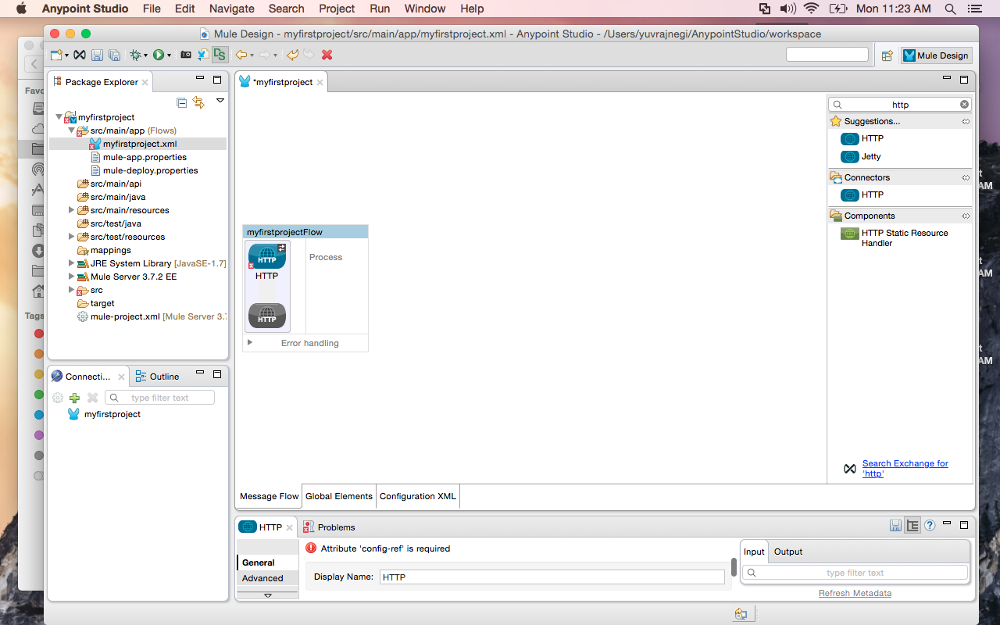 Anypoint Studio File Edit Navigate Search Project Run Window Help Mon 11:23 AM
Mule Design - myfirstproject/src/main/app/myfirstproject.xml - Anypoint Studio - /Users/yuvrajnegi/AnypointStudio/workspace
Mule Design
Favo
Tags
Package Explorer
myfirstproject
src/main/app (Flows)
myfirstproject.xml
mule-app.properties
mule-deploy.properties
src/main/api
src/main/java
src/main/resources
src/test/java
src/test/resources
mappings
JRE System Library [JavaSE-1.7]
Mule Server 3.7.2 EE
src
target
mule-project.xml [Mule Server 3.
Connecti...
Outline
type filter text
myfirstproject
*myfirstproject
myfirstprojectFlow
HTTP
HTTP
Process
HTTP
Error handling
http
Suggestions...
HTTP
Jetty
Connectors
HTTP
Components
HTTP Static Resource
Handler
Search Exchange for
'http'
Message Flow
Global Elements
Configuration XML
HTTP
Problems
General
Advanced
Attribute 'config-ref' is required
Display Name: HTTP
Input
Output
type filter text
Refresh Metadata
AM
AM
AM